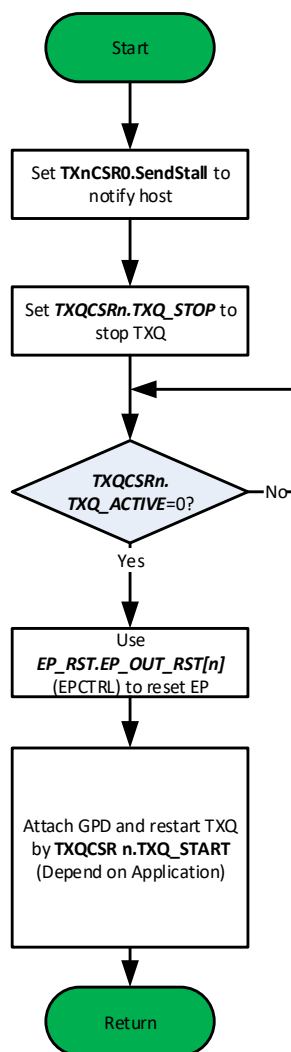 Start
Set TXnCSR0.SendStall to
notify host
Set TXQCSRn.TXQ_STOP to
stop TXQ
TXQCSRn.
TXQ_ACTIVE=0?
No
Yes
Use
EP_RST.EP_OUT_RST[n]
(EPCTRL) to reset EP
Attach GPD and restart TXQ
by TXQCSR n.TXQ_START
(Depend on Application)
Return